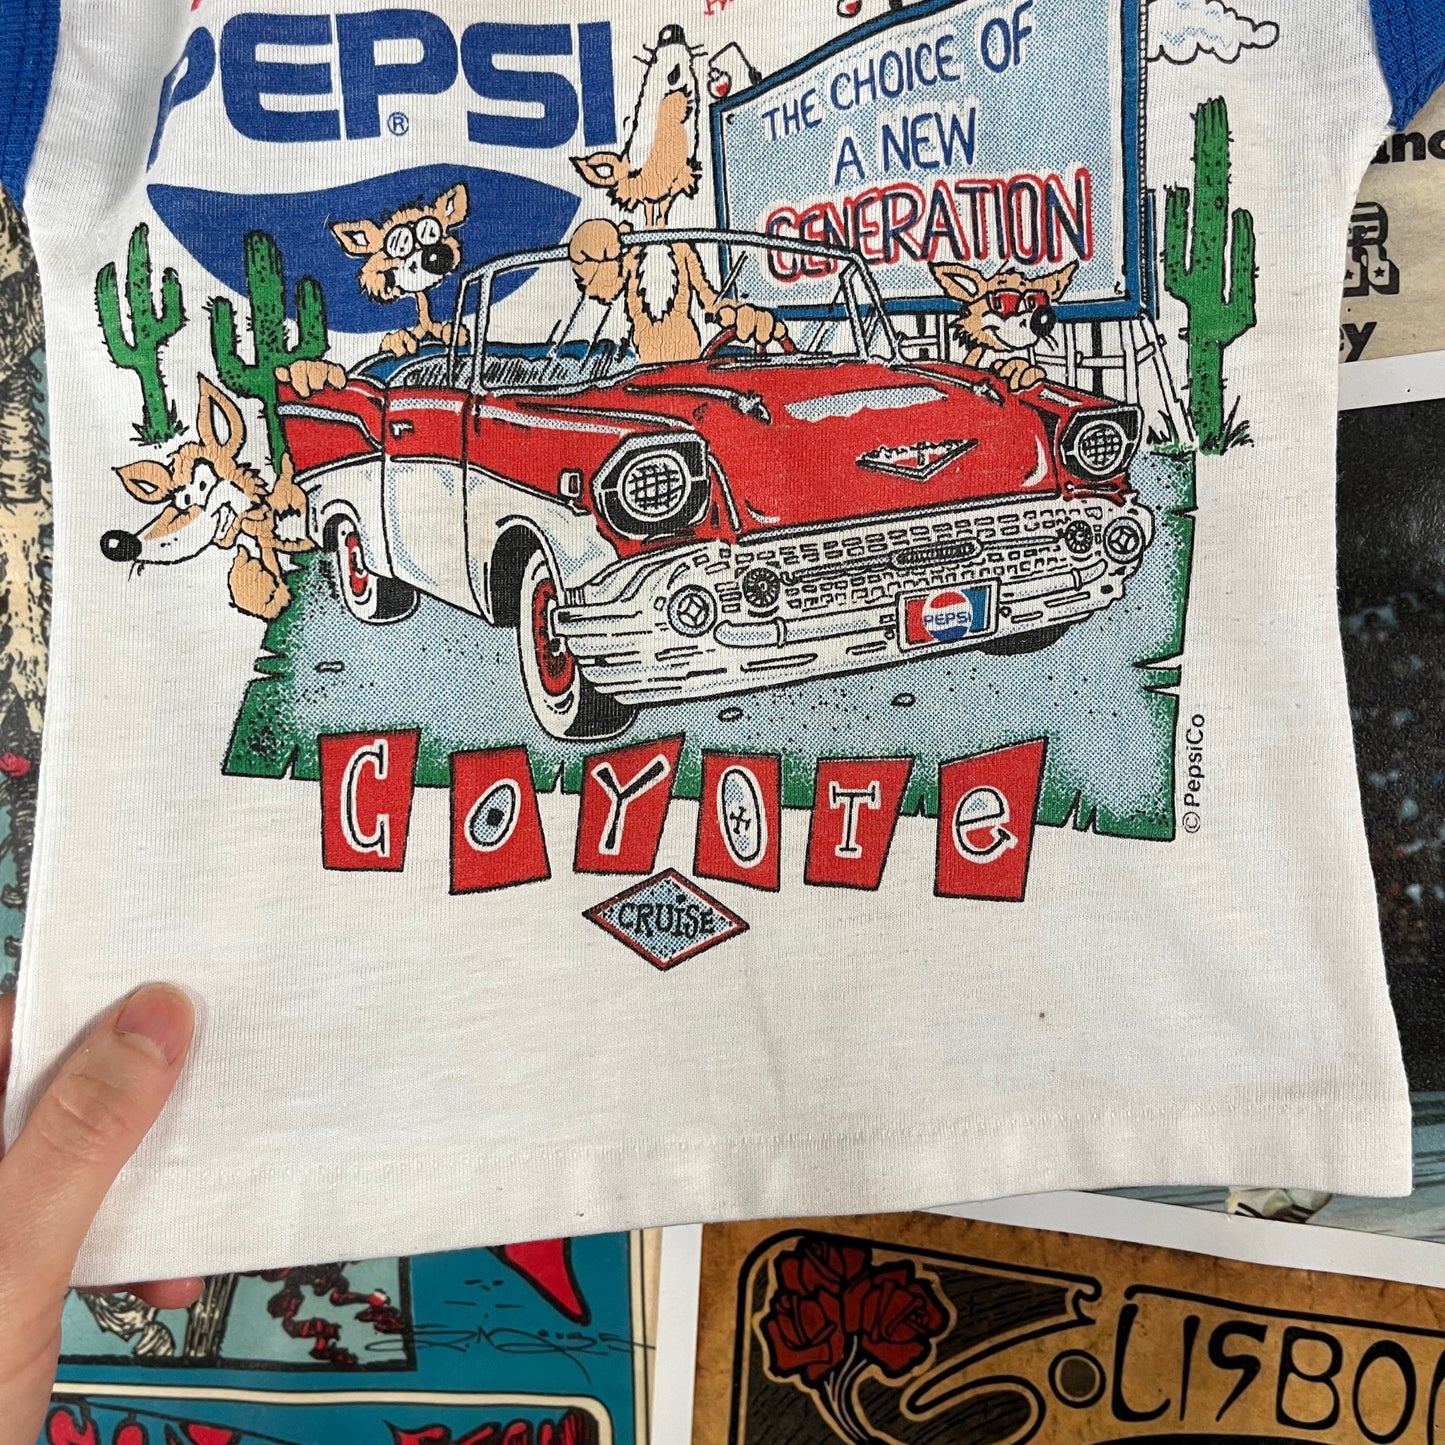 PEPSI
®
THE CHOICE OF
A NEW
GENERATION
PEPSI
© PepsiCo
COYOTE
CRUISE
LISBO